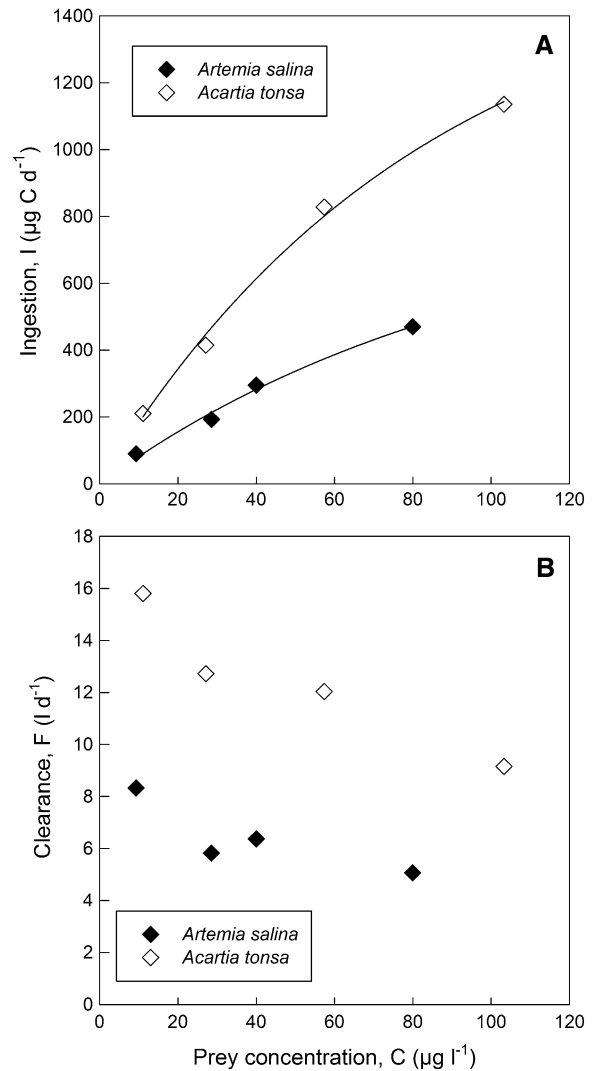 1400
A
Artemia salina
Acartia tonsa
1200
1000
800
600
400
200
0
Ingestion, I (µg C d⁻¹)
0 20 40 60 80 100 120
18
B
16
14
12
10
8
6
4
2
0
Clearance, F (l d⁻¹)
Artemia salina
Acartia tonsa
0 20 40 60 80 100 120
Prey concentration, C (µg l⁻¹)